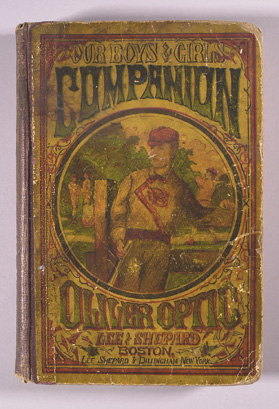 OUR BOYS & GIRLS
COMPANION
OLIVER OPTIC
LEE & SHEPARD
BOSTON.
LEE SHEPARD & DILLINGHAM NEW YORK.